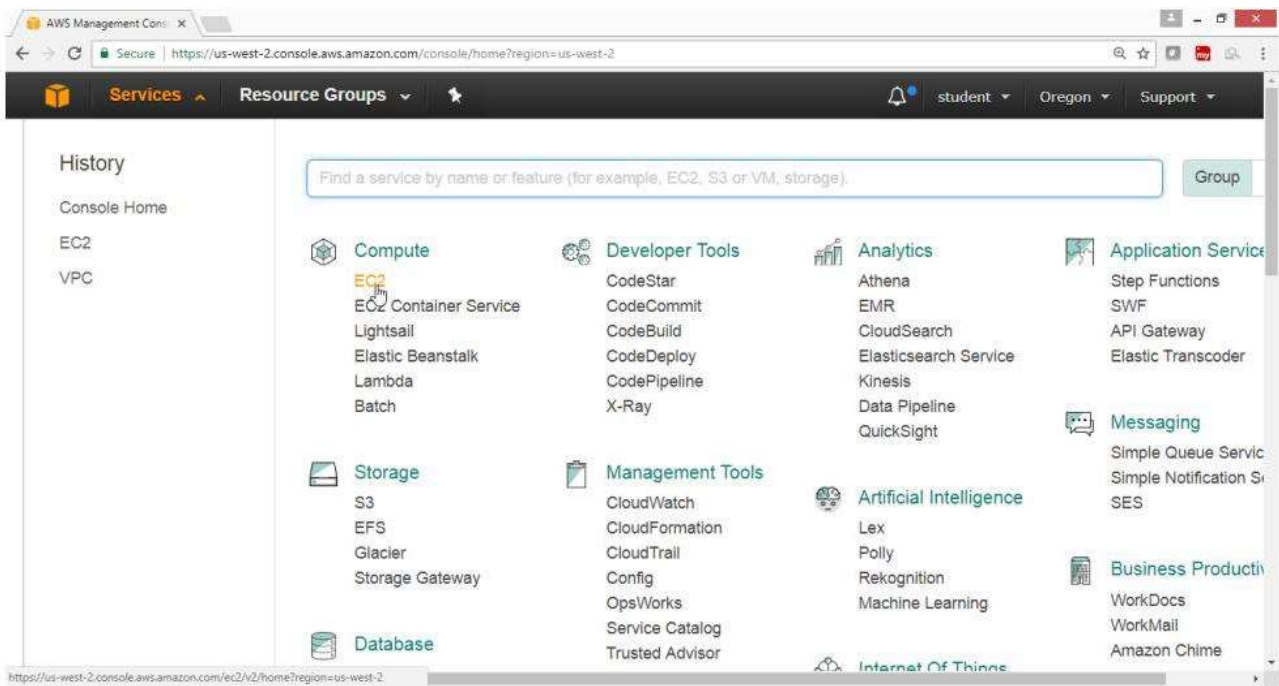 AWS Management Cons
Secure | https://us-west-2.console.aws.amazon.com/console/home?region=us-west-2
my
Services
Resource Groups
student
Oregon
Support
History
Console Home
EC2
VPC
Find a service by name or feature (for example, EC2, S3 or VM, storage).
Group
Compute
EC2
EC2 Container Service
Lightsail
Elastic Beanstalk
Lambda
Batch
Storage
S3
EFS
Glacier
Storage Gateway
Database
Developer Tools
CodeStar
CodeCommit
CodeBuild
CodeDeploy
CodePipeline
X-Ray
Management Tools
CloudWatch
CloudFormation
CloudTrail
Config
OpsWorks
Service Catalog
Trusted Advisor
Analytics
Athena
EMR
CloudSearch
Elasticsearch Service
Kinesis
Data Pipeline
QuickSight
Artificial Intelligence
Lex
Polly
Rekognition
Machine Learning
Internet Of Things
Application Service
Step Functions
SWF
API Gateway
Elastic Transcoder
Messaging
Simple Queue Servic
Simple Notification S
SES
Business Productiv
WorkDocs
WorkMail
Amazon Chime
https://us-west-2.console.aws.amazon.com/ec2/v2/home?region=us-west-2